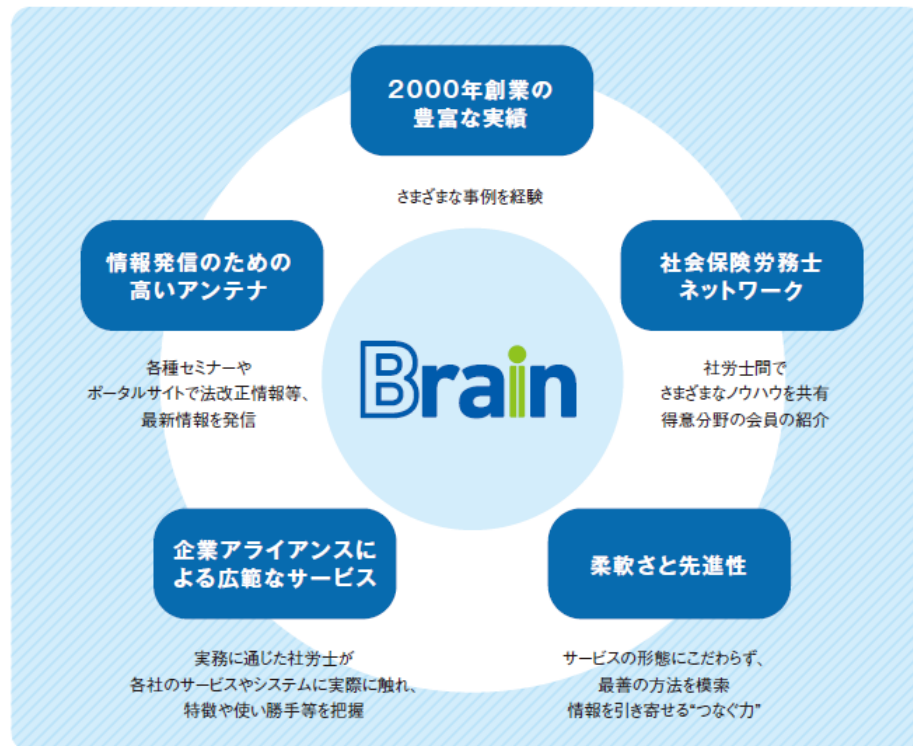 2000年創業の
豊富な実績
さまざまな事例を経験
情報発信のための
高いアンテナ
各種セミナーや
ポータルサイトで法改正情報等、
最新情報を発信
社会保険労務士
ネットワーク
社労士間で
さまざまなノウハウを共有
得意分野の会員の紹介
Brain
企業アライアンスに
よる広範なサービス
実務に通じた社労士が
各社のサービスやシステムに実際に触れ、
特徴や使い勝手等を把握
柔軟さと先進性
サービスの形態にこだわらず、
最善の方法を模索
情報を引き寄せる“つなぐ力”